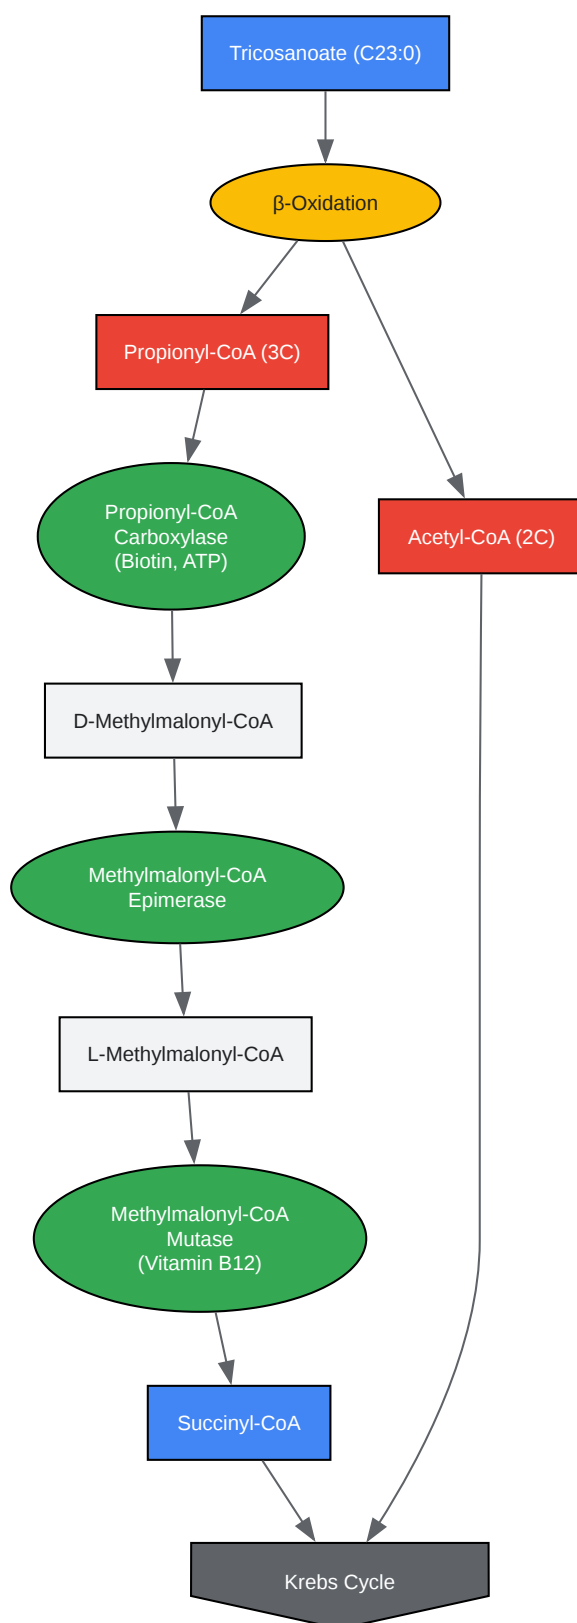 Tricosanoate (C23:0)
β-Oxidation
Propionyl-CoA (3C)
Propionyl-CoA
Carboxylase
(Biotin, ATP)
Acetyl-CoA (2C)
D-Methylmalonyl-CoA
Methylmalonyl-CoA
Epimerase
L-Methylmalonyl-CoA
Methylmalonyl-CoA
Mutase
(Vitamin B12)
Succinyl-CoA
Krebs Cycle